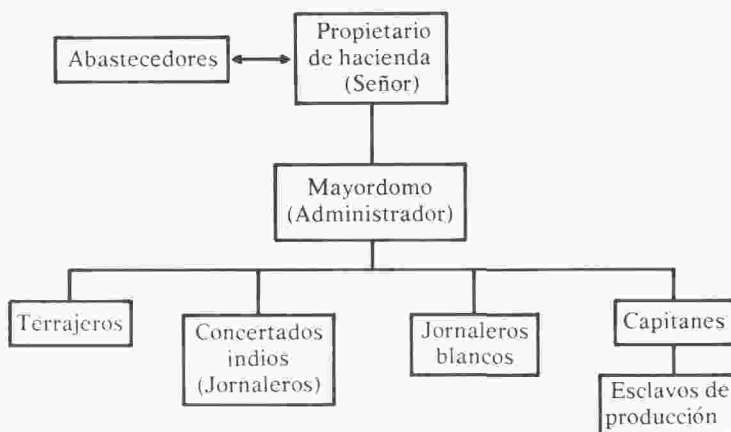 Propietario
de hacienda
(Señor)
Abastecedores
Mayordomo
(Administrador)
Terrajeros
Concertados
indios
(Jornaleros)
Jornaleros
blancos
Capitanes
Esclavos de
producción